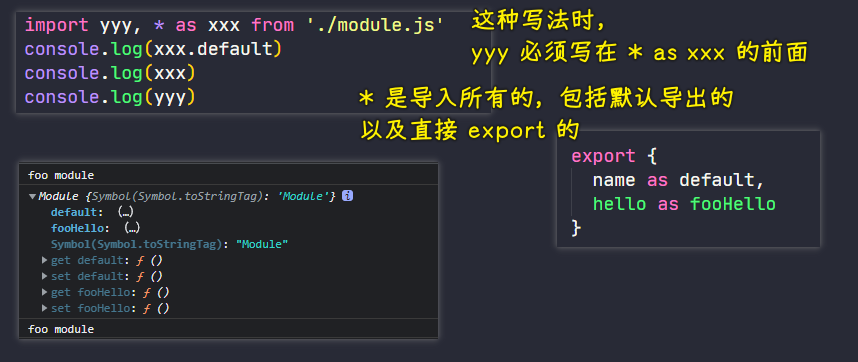 import yyy, * as xxx from './module.js'
console.log(xxx.default)
console.log(xxx)
console.log(yyy)
这种写法时，
yyy 必须写在 * as xxx 的前面
* 是导入所有的，包括默认导出的
以及直接 export 的
export {
name as default,
hello as fooHello
}
foo module
▼Module {Symbol(Symbol.toStringTag): 'Module'} i
default: (…)
fooHello: (…)
Symbol(Symbol.toStringTag): "Module"
▶ get default: ƒ ()
▶ set default: ƒ ()
▶ get fooHello: ƒ ()
▶ set fooHello: ƒ ()
foo module